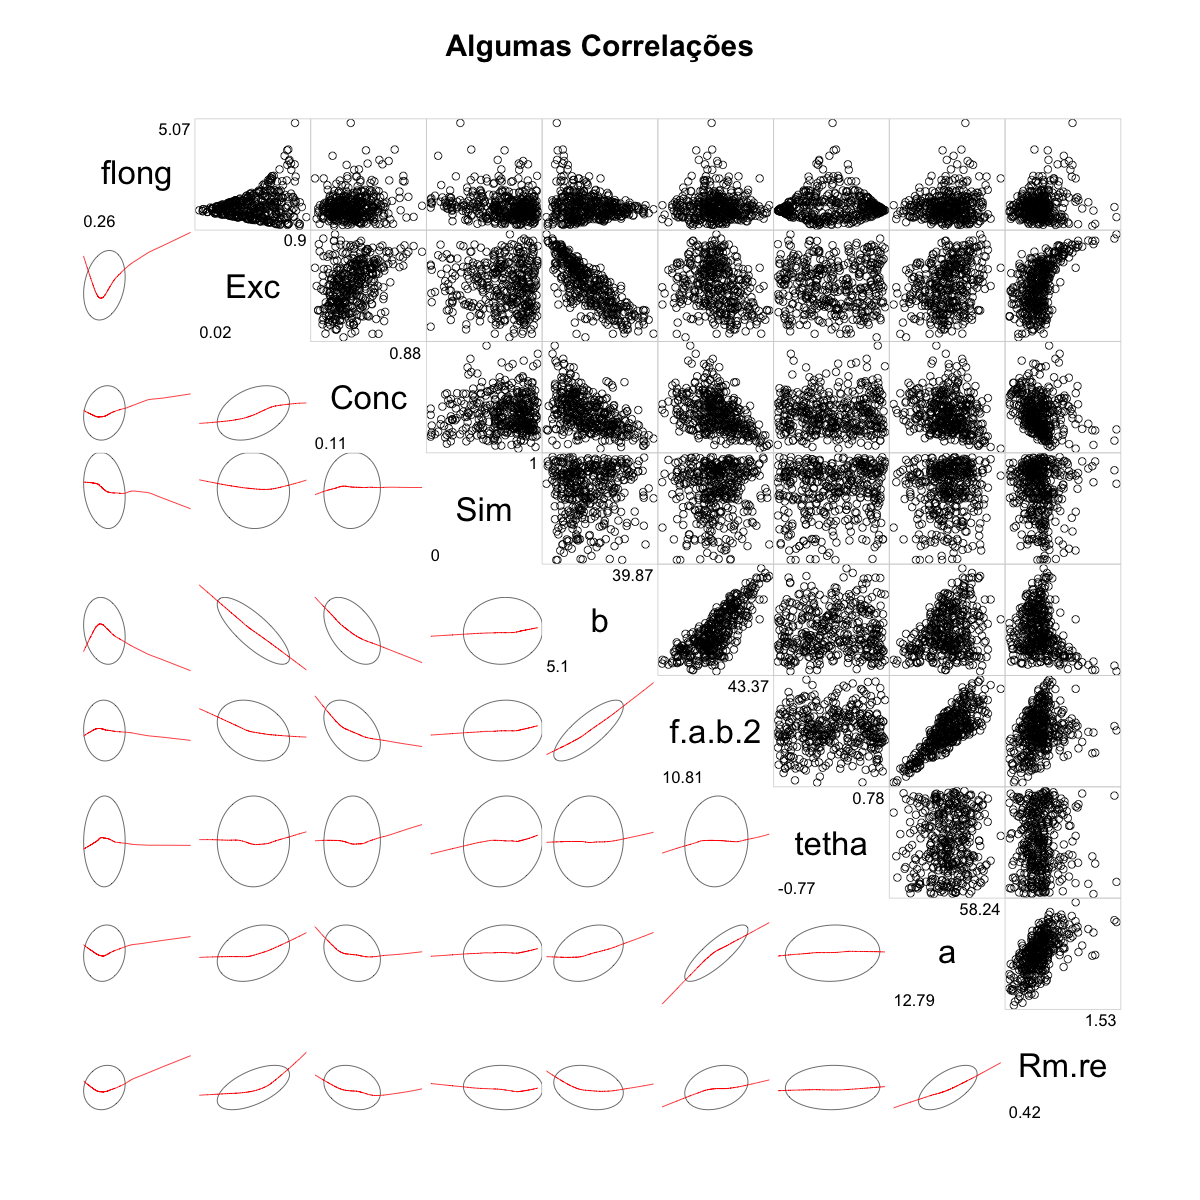 Algumas Correlações
5.07
flong
0.26
0.9
Exc
0.02
0.88
Conc
0.11
1
Sim
0
39.87
b
5.1
43.37
f.a.b.2
10.81
0.78
tetha
-0.77
58.24
a
12.79
1.53
Rm.re
0.42